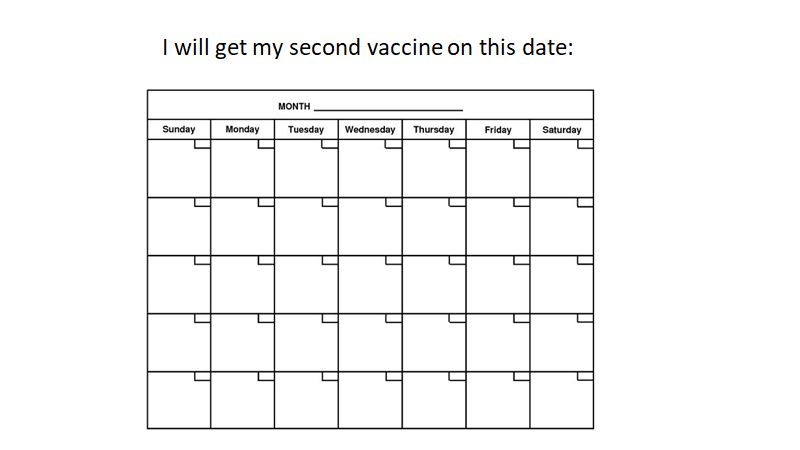 I will get my second vaccine on this date:
MONTH
Sunday Monday Tuesday Wednesday Thursday Friday Saturday